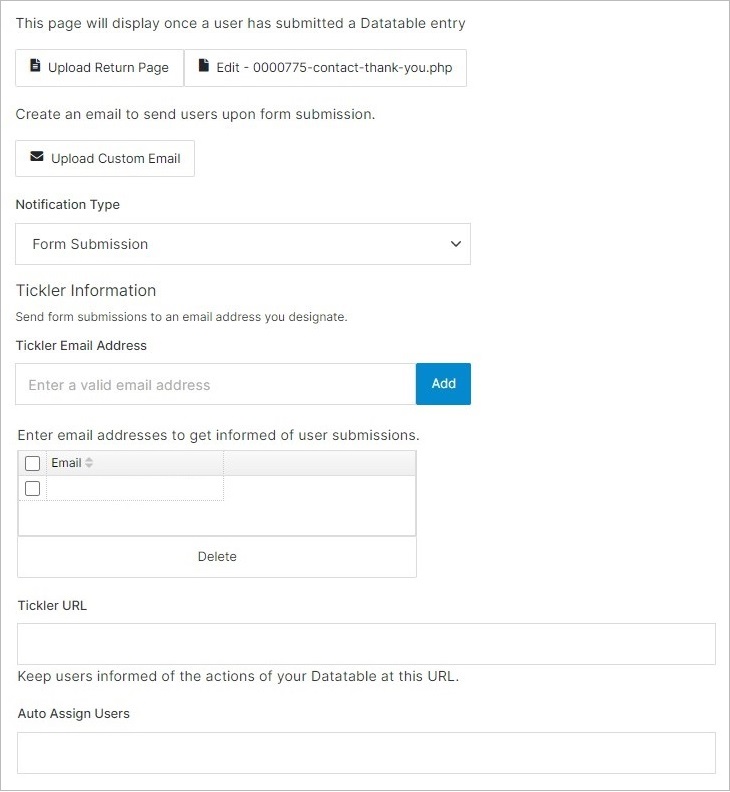 This page will display once a user has submitted a Datatable entry
Upload Return Page Edit - 0000775-contact-thank-you.php
Create an email to send users upon form submission.
Upload Custom Email
Notification Type
Form Submission
Tickler Information
Send form submissions to an email address you designate.
Tickler Email Address
Enter a valid email address Add
Enter email addresses to get informed of user submissions.
Email
Delete
Tickler URL
Keep users informed of the actions of your Datatable at this URL.
Auto Assign Users